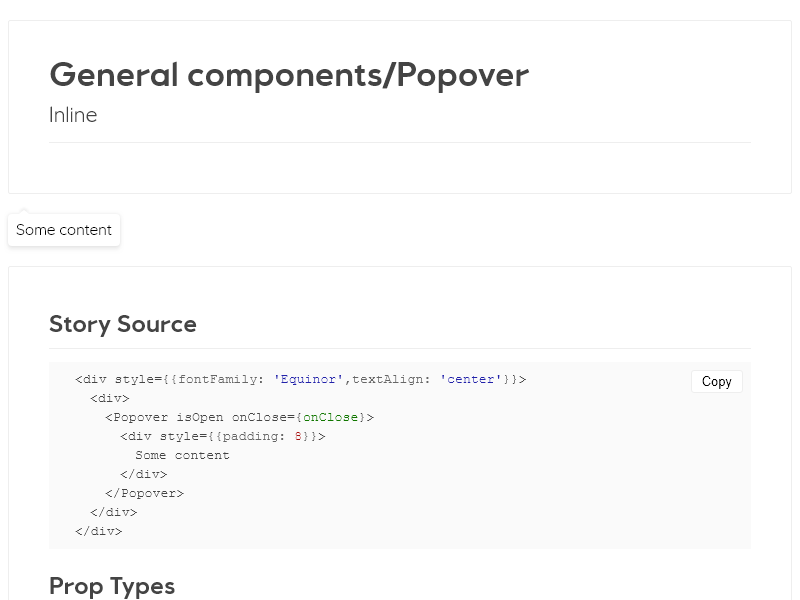 General components/Popover
Inline
Some content
Story Source
<div style={{fontFamily: 'Equinor',textAlign: 'center'}}>
Copy
<div>
<Popover isOpen onClose={onClose}>
<div style={{padding: 8}}>
Some content
</div>
</Popover>
</div>
</div>
Prop Types